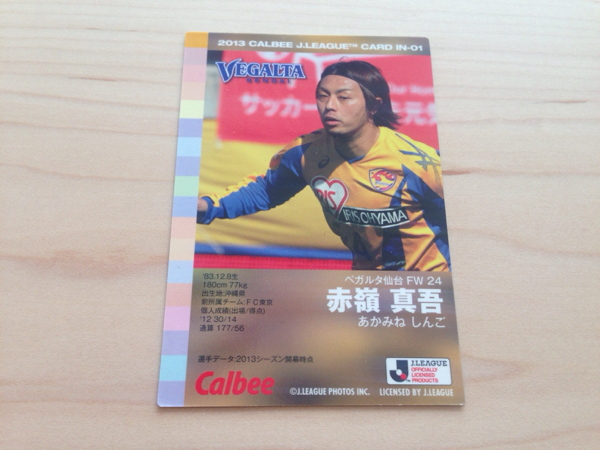 2013 CALBEE J.LEAGUE™ CARD IN-01
VEGALTA
SENDAI
サッカー
元気
IRIS OHYAMA
ベガルタ仙台 FW 24
赤嶺 真吾
あかみね しんご
'83.12.8生
180cm 77kg
出生地:沖縄県
前所属チーム:FC東京
個人成績(出場/得点)
'12 30/14
通算 177/56
選手データ:2013シーズン開幕時点
Calbee
©J.LEAGUE PHOTOS INC.
J.LEAGUE
OFFICIALLY
LICENSED
PRODUCTS
LICENSED BY J.LEAGUE